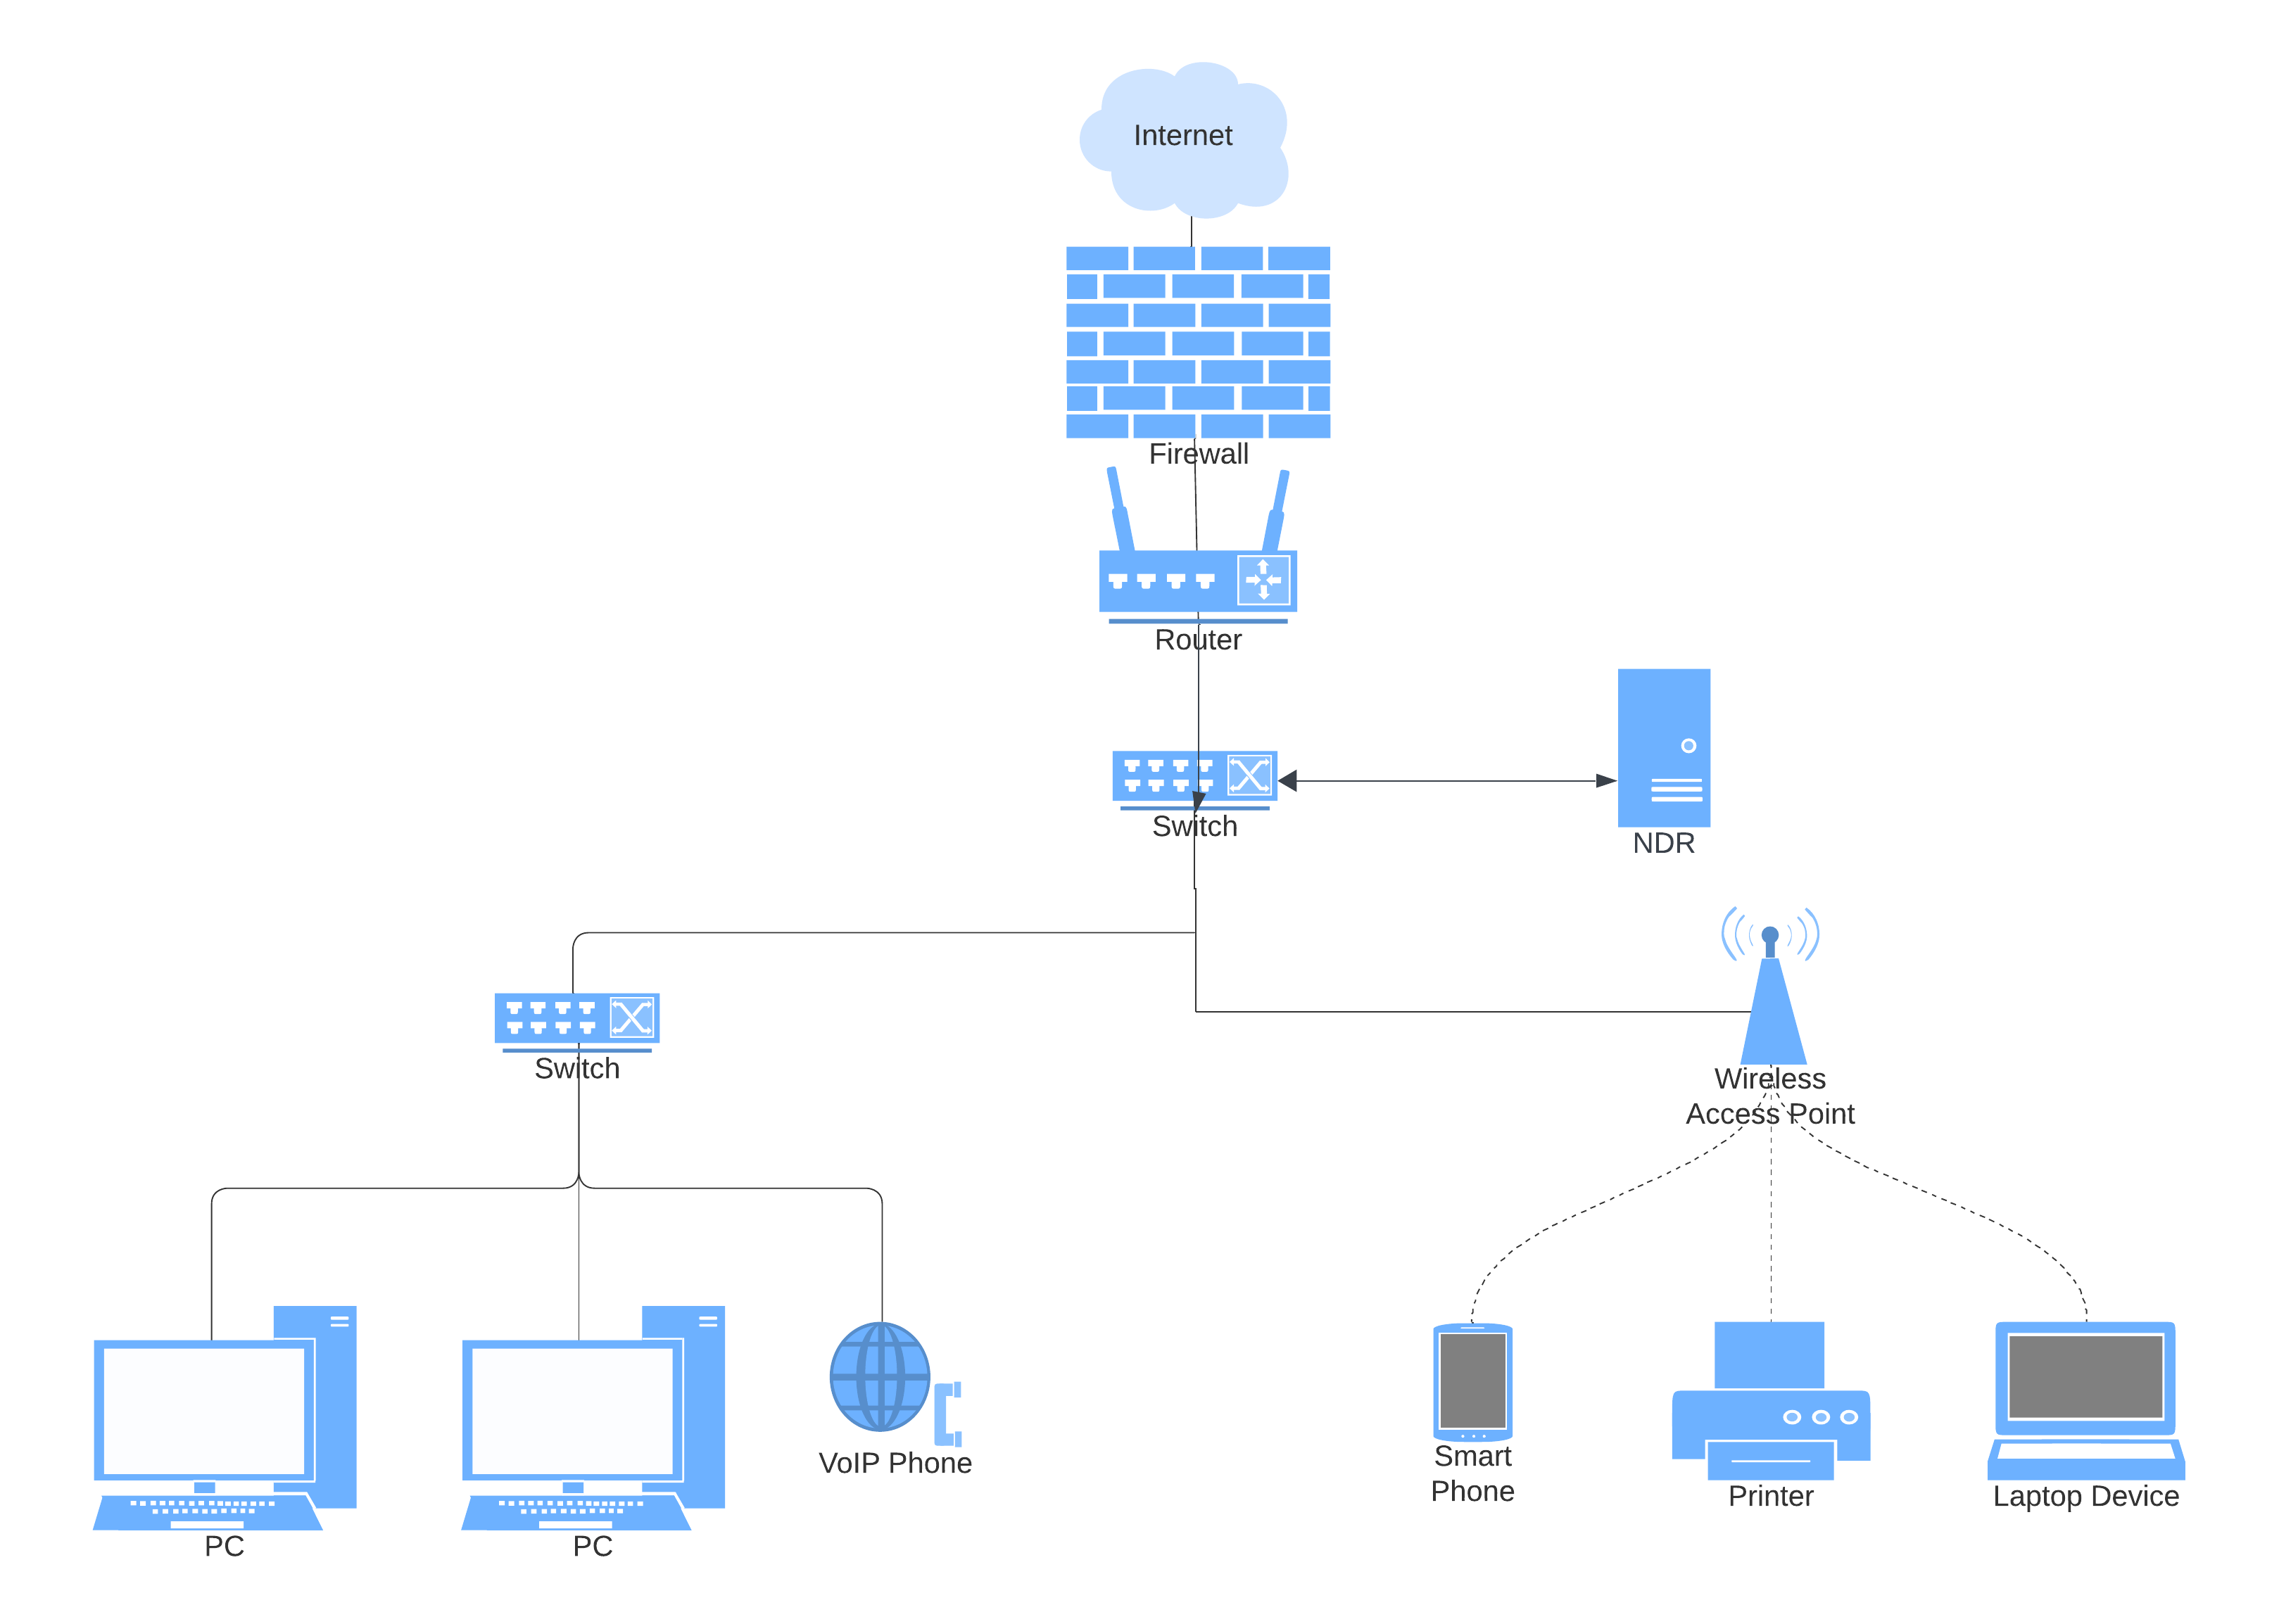 Internet
Firewall
Router
Switch
NDR
Switch
Wireless
Access Point
VoIP Phone
Smart
Phone
Printer
Laptop Device
PC
PC